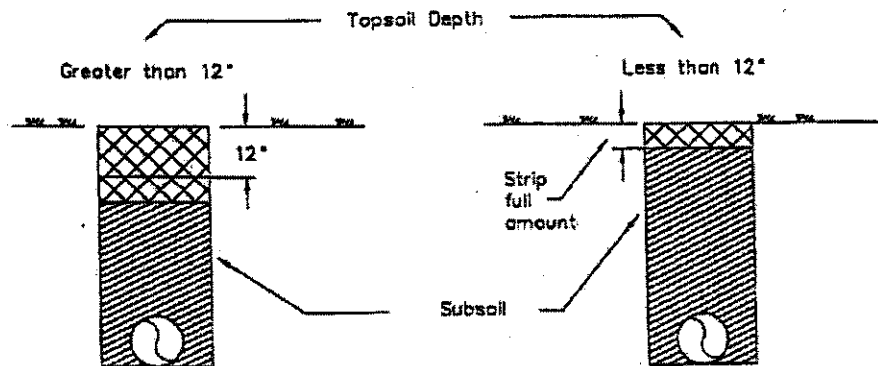 Topsoil Depth
Greater than 12"
Less than 12"
12"
Strip
full
amount
Subsoil